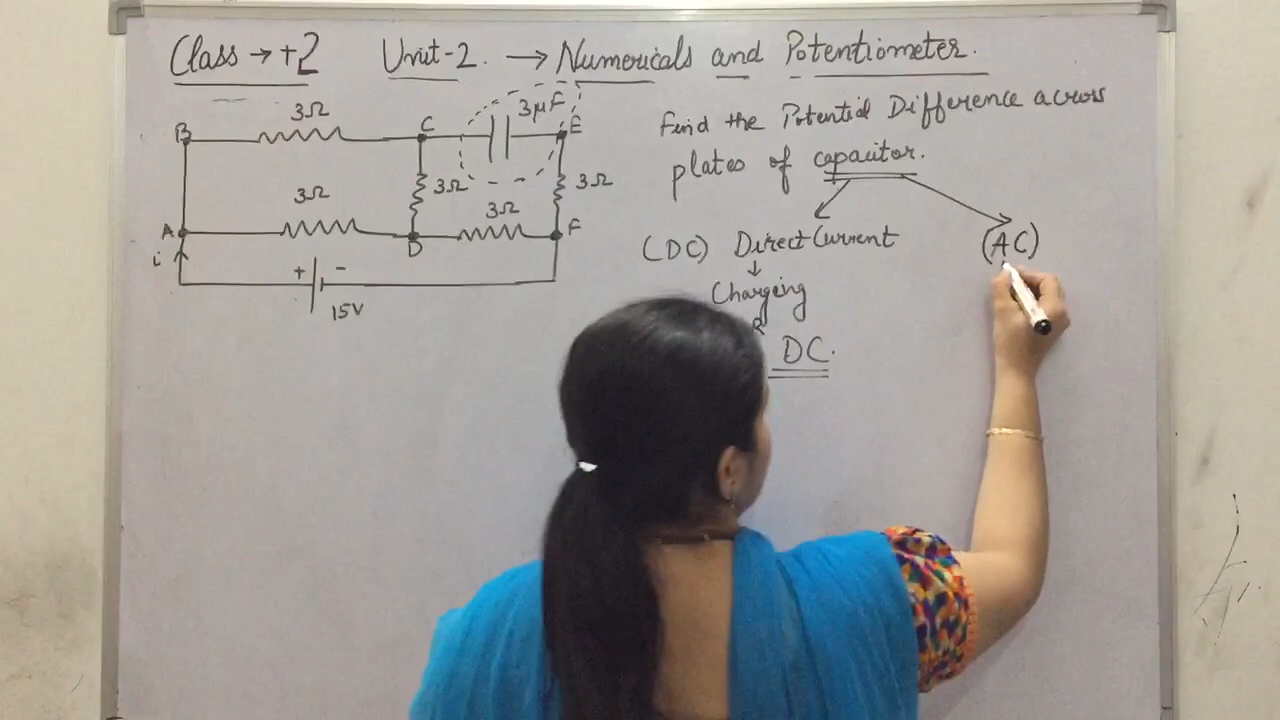 Class → +2 Unit-2. → Numericals and Potentiometer.
Find the Potential Difference across
plates of capacitor.
(DC) Direct Current (AC)
Charging
DC.
3Ω
3μF
B C E
3Ω 3Ω
3Ω 3Ω
A D F
i
+ -
15V